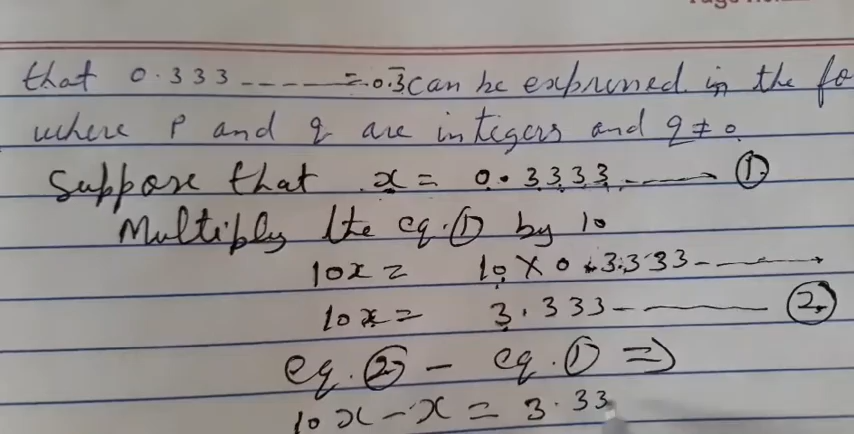 that 0.333 ----- = 0.3̅ can be expressed in the fo
where P and q are integers and q ≠ 0
Suppose that x = 0.3333 ------ ①
Multiply the eq.① by 10
10x = 10 × 0.3333 ------
10x = 3.333 ------ ②
eq.② - eq.① ⇒
10x - x = 3.33